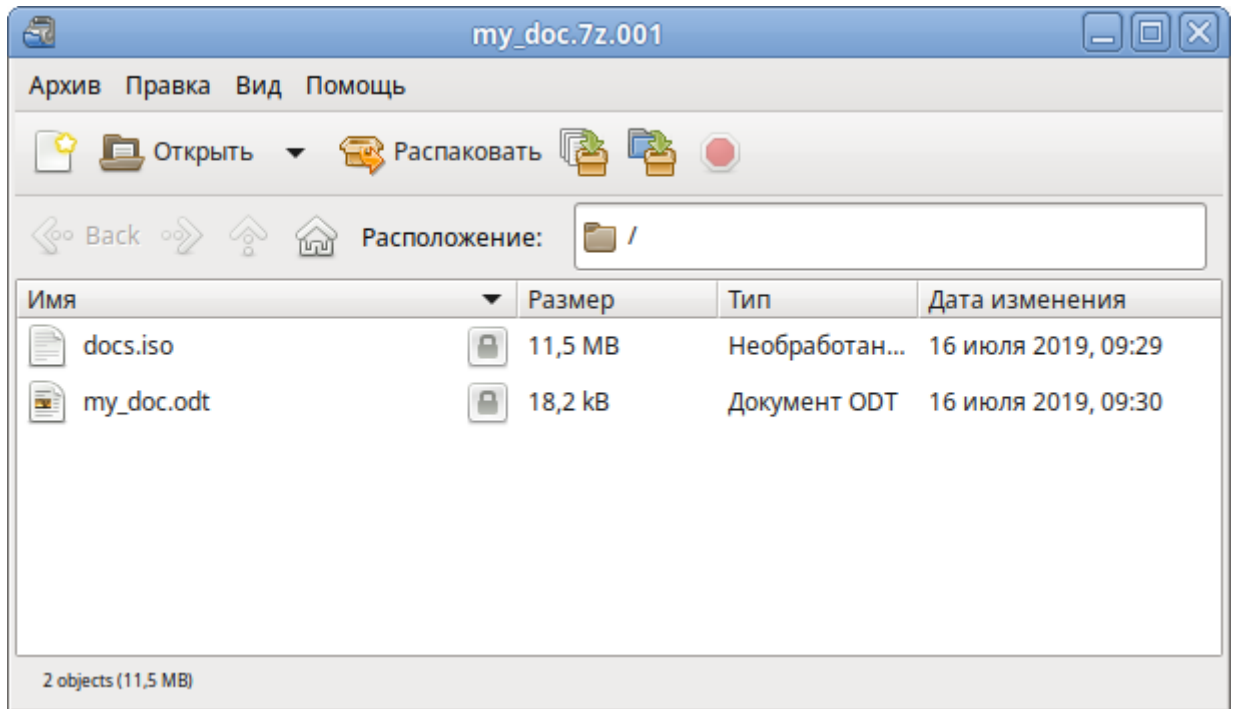 my_doc.7z.001
Архив Правка Вид Помощь
Открыть Распаковать
Back Расположение: /
Имя Размер Тип Дата изменения
docs.iso 11,5 MB Необработан... 16 июля 2019, 09:29
my_doc.odt 18,2 kB Документ ODT 16 июля 2019, 09:30
2 objects (11,5 MB)